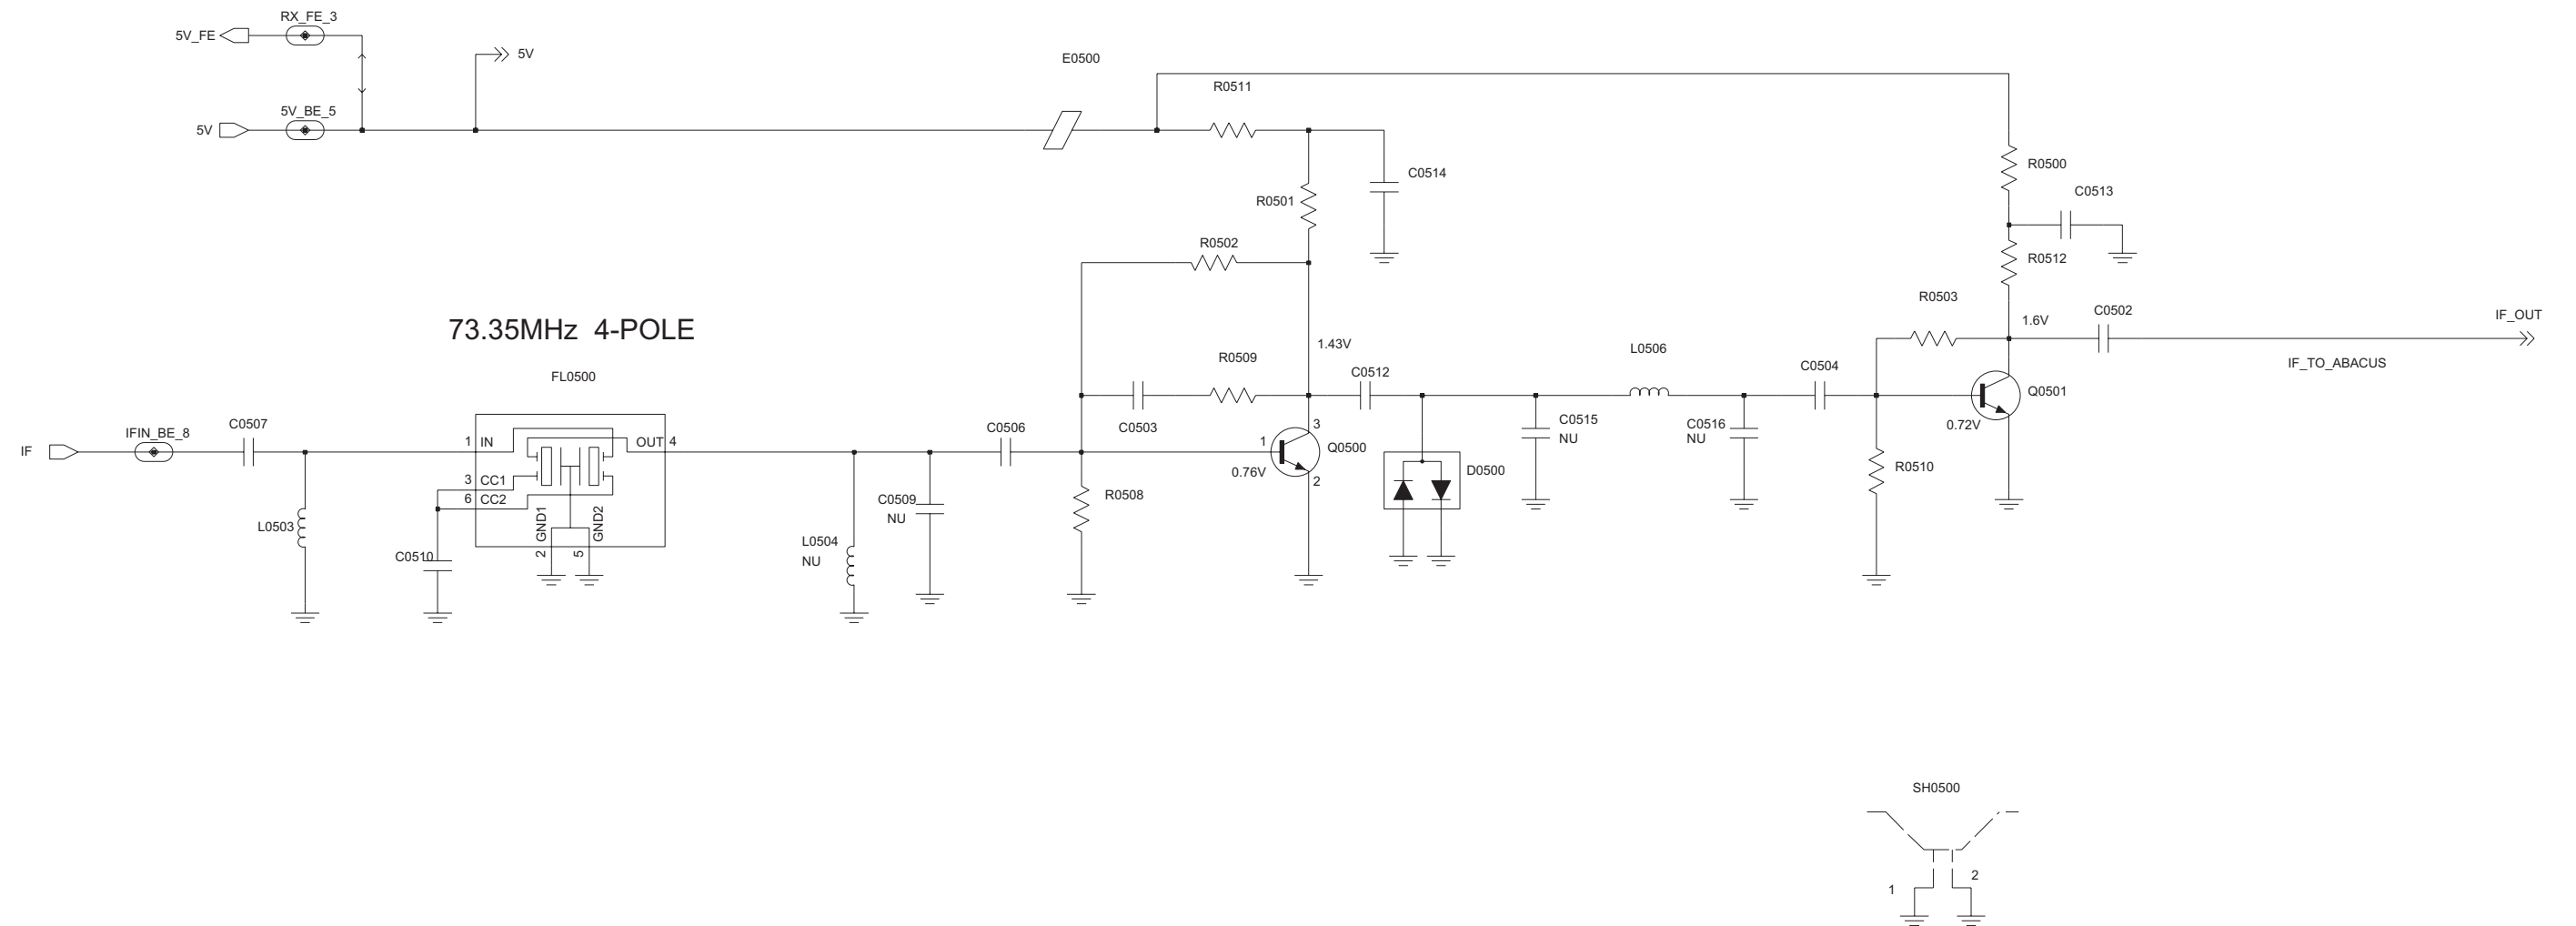 RX_FE_3
5V_FE
5V
E0500
R0511
5V_BE_5
5V
R0500
C0514
C0513
R0501
R0502
R0512
R0503
C0502
IF_OUT
1.6V
73.35MHz 4-POLE
1.43V
L0506
R0509
C0504
IF_TO_ABACUS
FL0500
C0512
Q0501
C0507
C0503
C0515
NU
C0516
NU
0.72V
IFIN_BE_8
C0506
3
1 IN
OUT 4
1
Q0500
IF
0.76V
D0500
R0510
3 CC1
6 CC2
2
C0509
NU
R0508
L0503
GND1
GND2
L0504
NU
C0510
2
5
SH0500
1
2